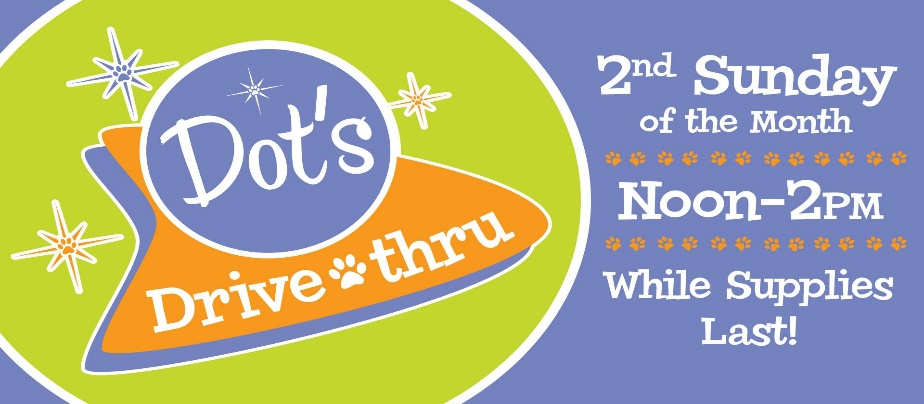 Dot's
Drive thru
2nd Sunday
of the Month
Noon-2PM
While Supplies
Last!